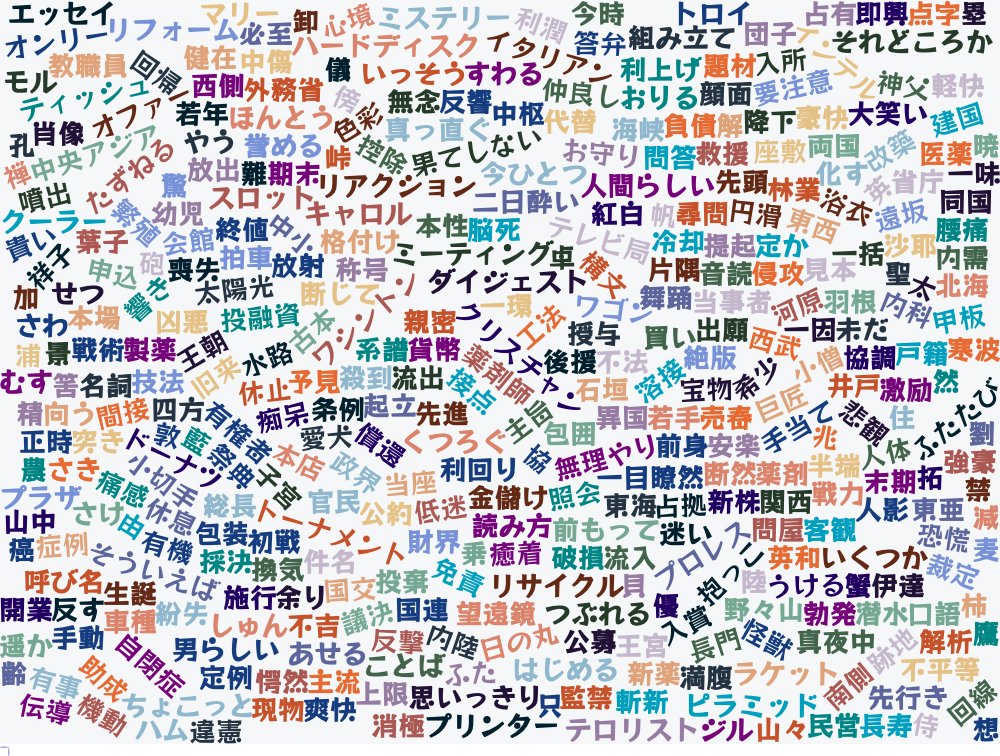 エッセイ マリー 卸 心境 ミステリー 利潤 今時 トロイ 占有 即興 点字 塁
オンリー リフォーム 必至 ハードディスク イタリアン 答弁 組み立て 団子 それどころか
教職員 回帰 健在 中傷 儀 いっそう すわる 利上げ 題材 入所
モル ティッシュ オファー 西側 外務省 傍 無念 反響 中枢 仲良し おりる 顔面 要注意 神父 軽快
孔 肖像 若年 ほんとう 色彩 真っ直ぐ 代替 海峡 負債 解 降下 豪快 大笑い 建国
禅 中央アジア たずねる やう 誉める 峠 控除 果てしない お守り 問答 救援 座敷 両国 化す 改築 医薬 暁
噴出 驚 放出 難 期末 リアクション 今ひとつ 人間らしい 先頭 林業 浴衣 英 省庁 一味
クーラー 繁殖 幼児 スロット キャロル 二日酔い 紅白 帆 尋問 円滑 東西 遠坂 同国
貴い 葉子 会館 終値 中小 格付け 本性 脳死 テレビ局 冷却 提起 定か 一括 沙耶 腰痛
祥子 申込 砲 喪失 拍車 放射 称号 ミーティング 卓 構文 片隅 音読 侵攻 見本 聖 内需
加 せつ 響 太陽光 断じて ワシントン ダイジェスト ワゴン 舞踊 当事者 河原 羽根 太 北海
さわ 本場 凶悪 投融資 古本 親密 クリスチャン 一環 工法 授与 買い 出願 西武 一因 未だ 内科 甲板
浦 景 戦術 製薬 王朝 水路 系譜 貨幣 薬剤師 後援 不法 溶接 絶版 小僧 協調 戸籍 寒波
むす 答 名詞 技法 旧来 休止 予見 殺到 流出 接点 石垣 宝物 希少 井戸 激励 然
精 向う 間接 四方 有権者 痴呆 条例 起立 先進 主旨 異国 若手 売春 巨匠 手当て 悲観 住 ふたたび
正時 突き ドーナツ 敦 藍 祭典 愛犬 償還 くつろぐ 包囲 無理やり 前身 安楽 北 人体 劉
農 さき 小切手 子宮 本店 政界 当座 利回り 協 一目瞭然 断然 薬剤 半端 末期 拓 強豪
プラザ 痛感 休息 総長 トーナメント 官民 公約 低迷 金儲け 照会 東海 占拠 新株 関西 戦力 人影 東亜 禁
山中 さけ 由 有機 包装 初戦 財界 読み方 前もって 迷い プロレス 問屋 客観 恐慌 減
癌 症例 そういえば 採決 換気 件名 乗 癒着 破損 流入 抱っこ 英和 いくつか 裁定 麦
呼び名 生誕 施行 余り 国交 投棄 免責 リサイクル 貝 優 陸 うける 蟹 伊達
開業 反す 車種 紛失 しゅん 不吉 議決 国連 望遠鏡 つぶれる 入賞 野々山 勃発 潜水 口語 柿
遥か 手動 自閉症 男らしい あせる 反撃 内陸 日の丸 公募 王宮 長門 怪獣 真夜中 跡地 解析 鷹
齢 有事 助成 定例 愕然 主流 ことば ふた はじめる 新薬 満腹 ラケット 南側 不平等
伝導 機動 ちょこっと 現物 爽快 上限 思いっきり 只 監禁 斬新 ピラミッド 先行き 回線
ハム 違憲 消極 プリンター テロリスト ジル 山々 民営 長寿 侍 想